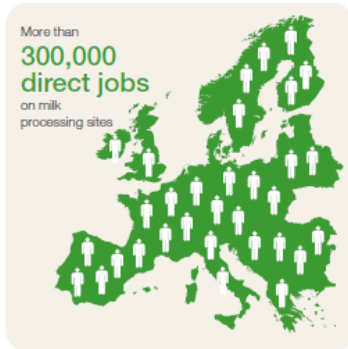 More than
300,000
direct jobs
on milk
processing sites